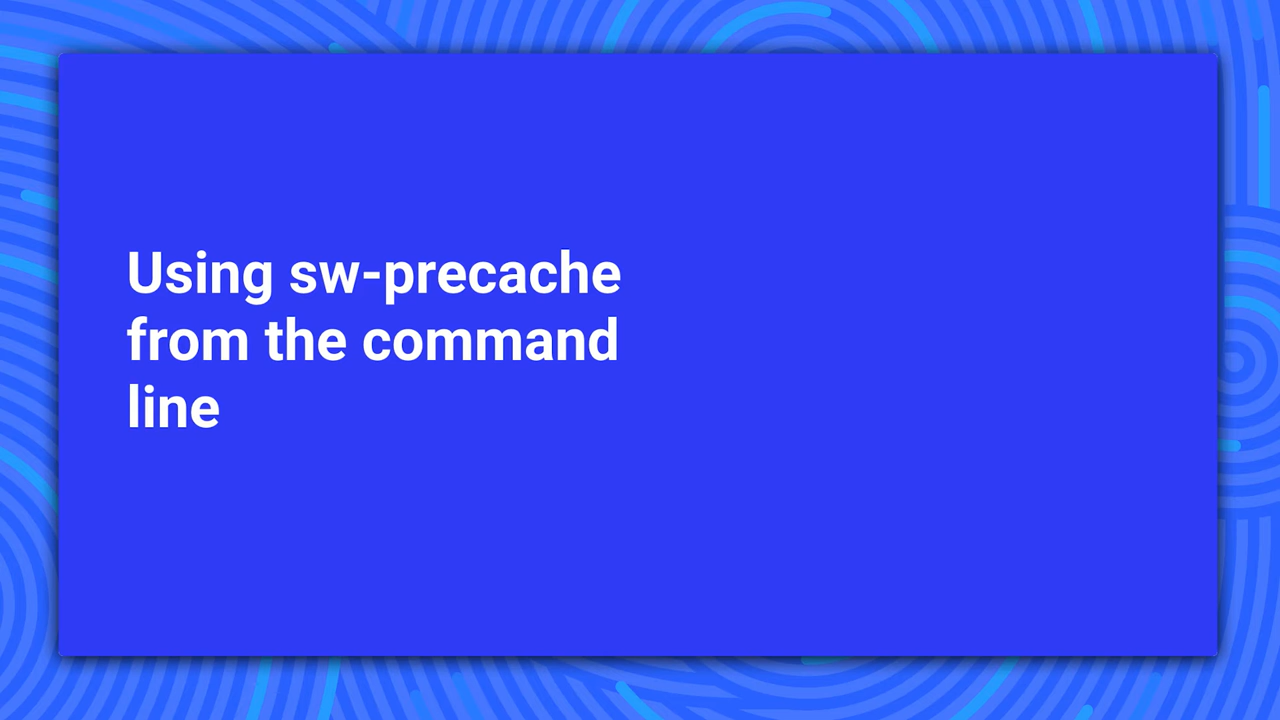 Using sw-precache
from the command
line